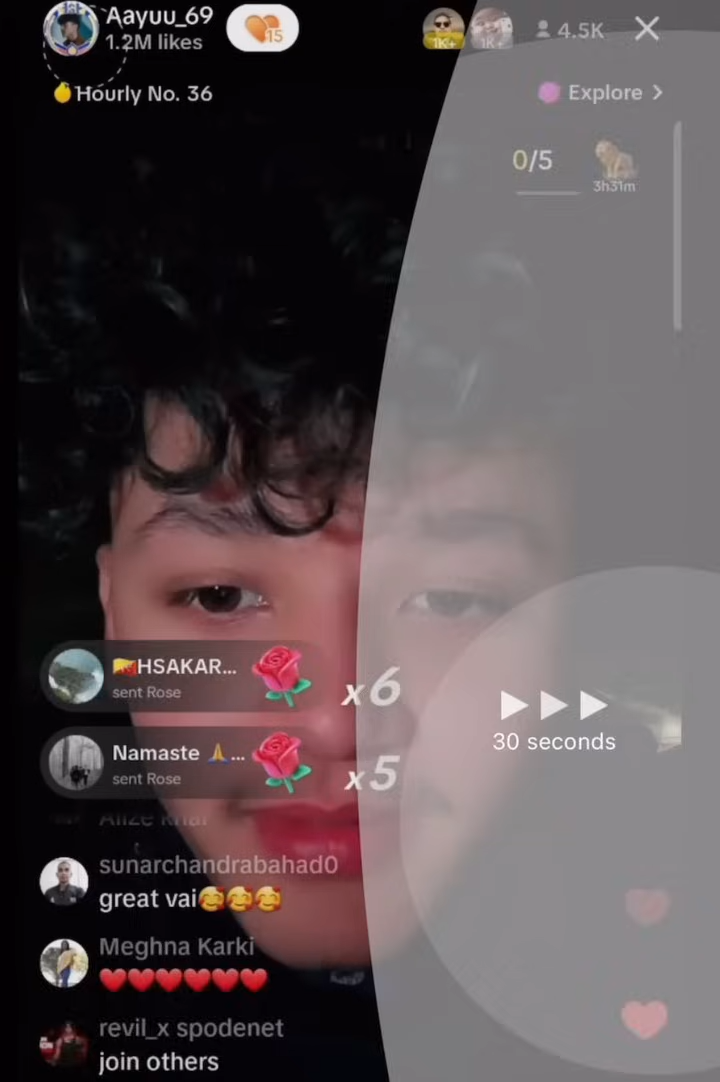 Aayuu_69
1.2M likes
15
1K+
1K+
4.5K
Hourly No. 36
Explore
0/5
3h31m
HSAKAR...
sent Rose
x6
Namaste 🙏...
sent Rose
x5
30 seconds
sunarchandrabahad0
great vai🥰🥰🥰
Meghna Karki
❤️❤️❤️❤️❤️❤️
revil_x spodenet
join others